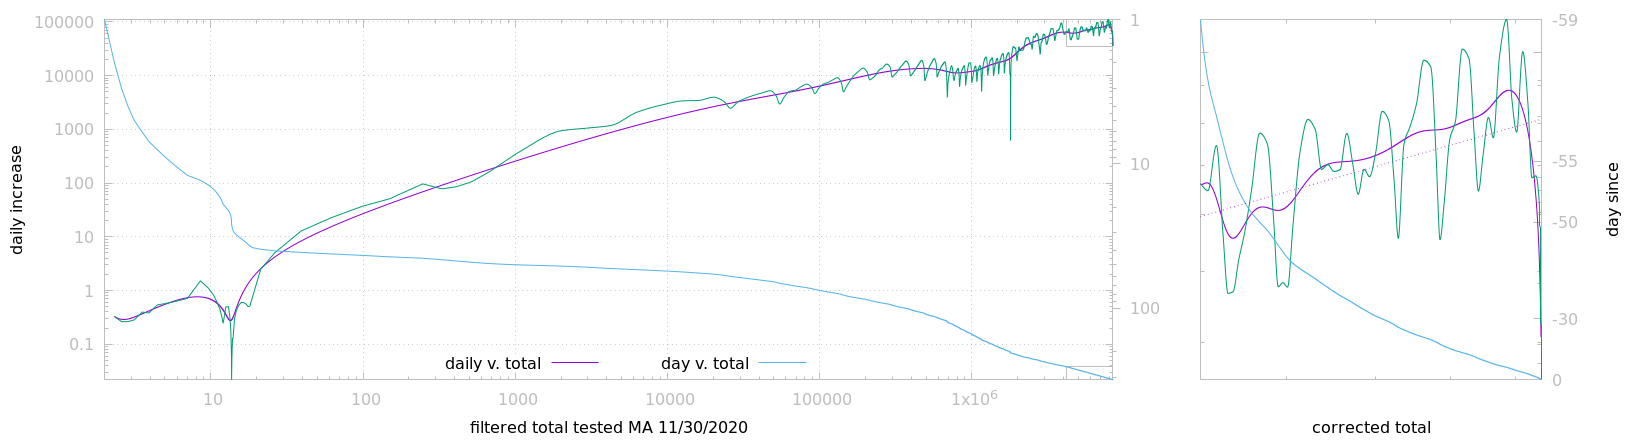 100000
10000
1000
100
10
1
0.1
daily increase
10
100
1000
10000
100000
1x10⁶
1
10
100
daily v. total
day v. total
filtered total tested MA 11/30/2020
-59
-55
-50
-30
0
day since
corrected total